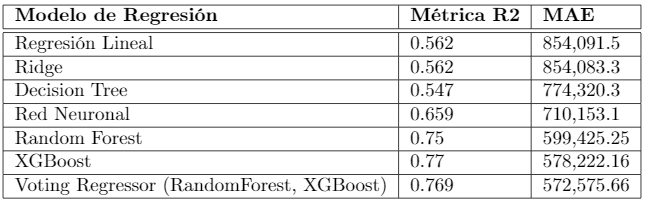 Modelo de Regresión Métrica R2 MAE
Regresión Lineal 0.562 854,091.5
Ridge 0.562 854,083.3
Decision Tree 0.547 774,320.3
Red Neuronal 0.659 710,153.1
Random Forest 0.75 599,425.25
XGBoost 0.77 578,222.16
Voting Regressor (RandomForest, XGBoost) 0.769 572,575.66